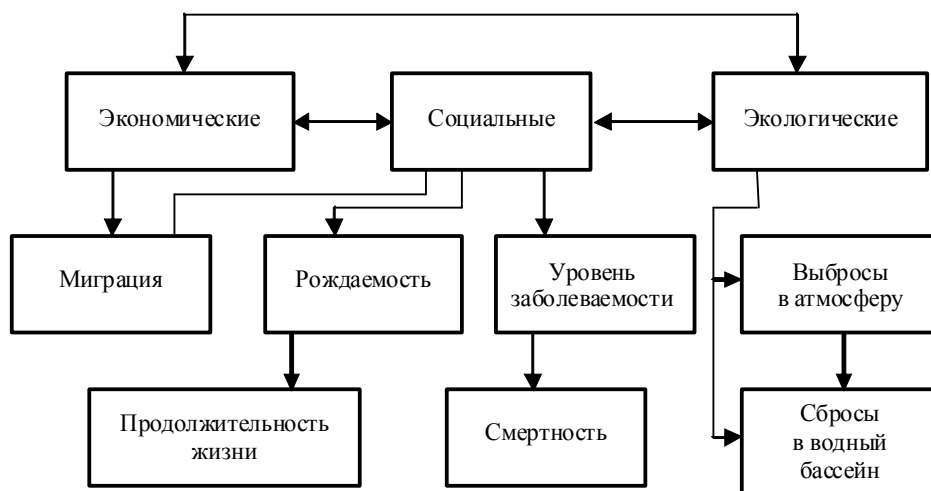 Экономические
Социальные
Экологические
Миграция
Рождаемость
Уровень
заболеваемости
Выбросы
в атмосферу
Продолжительность
жизни
Смертность
Сбросы
в водный
бассейн